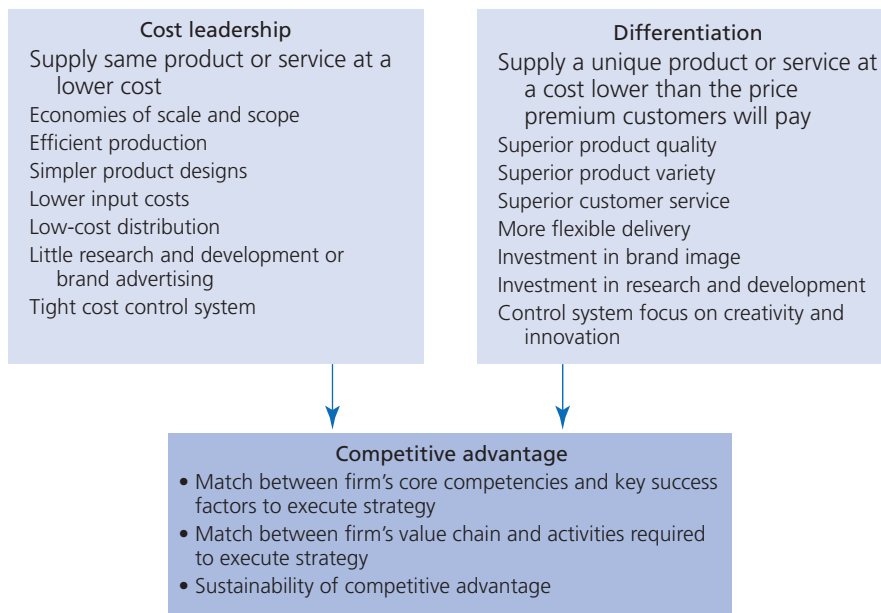 Cost leadership
Supply same product or service at a
lower cost
Economies of scale and scope
Efficient production
Simpler product designs
Lower input costs
Low-cost distribution
Little research and development or
brand advertising
Tight cost control system
Differentiation
Supply a unique product or service at
a cost lower than the price
premium customers will pay
Superior product quality
Superior product variety
Superior customer service
More flexible delivery
Investment in brand image
Investment in research and development
Control system focus on creativity and
innovation
Competitive advantage
• Match between firm's core competencies and key success
factors to execute strategy
• Match between firm's value chain and activities required
to execute strategy
• Sustainability of competitive advantage